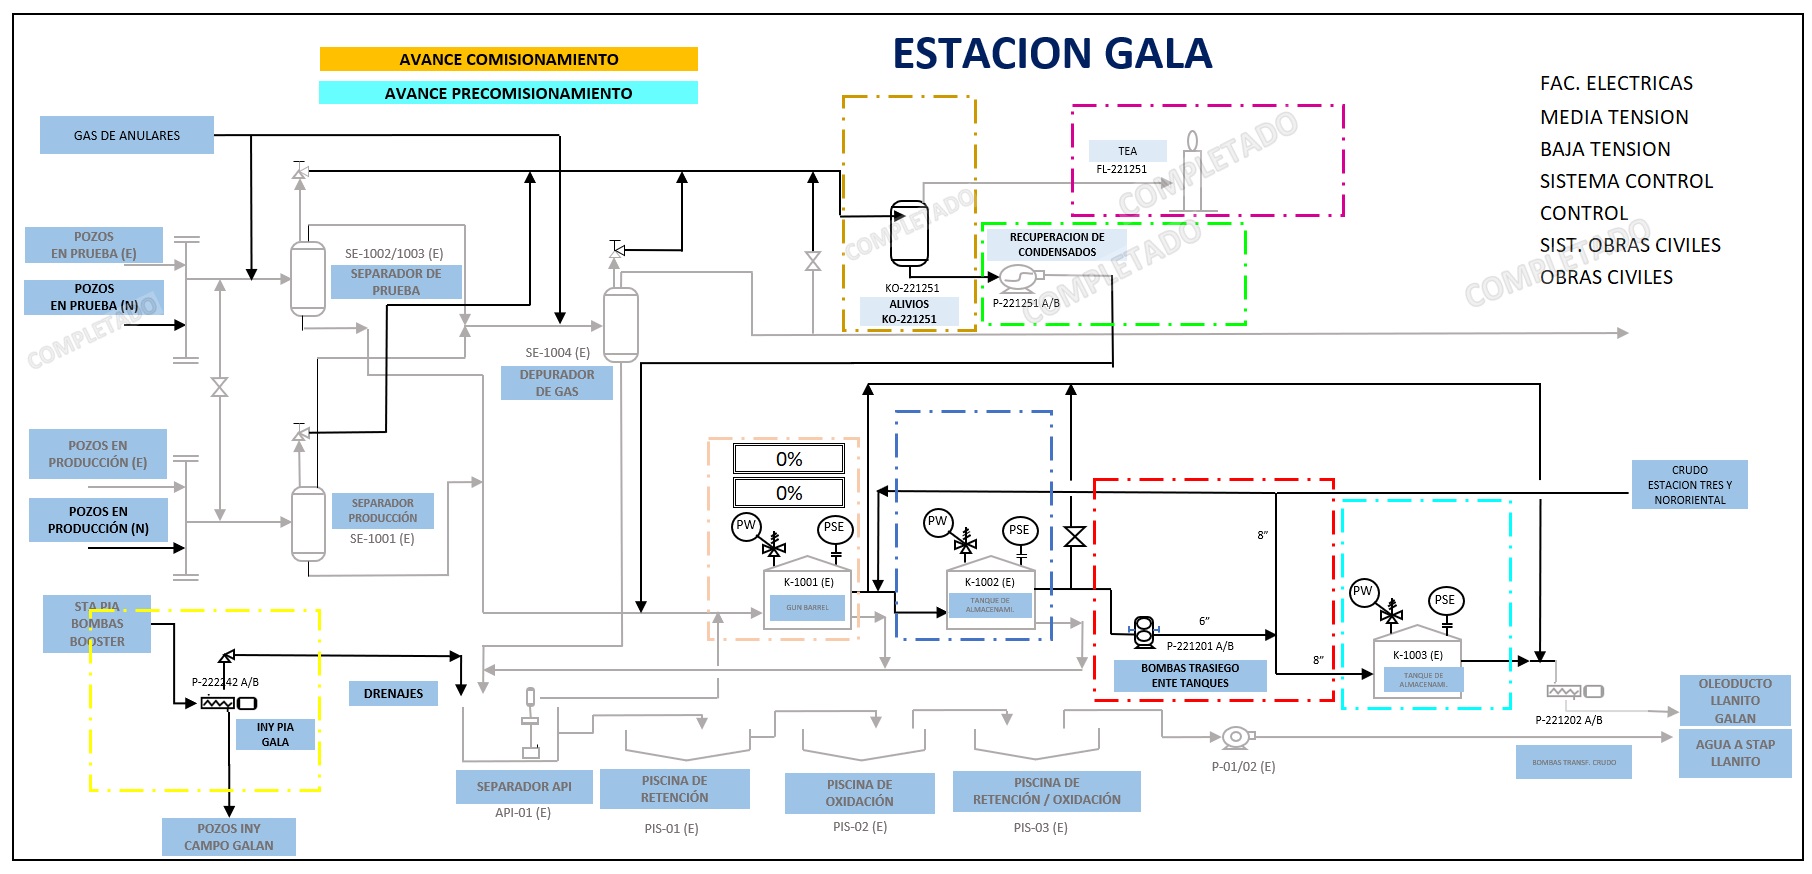 ESTACION GALA
AVANCE COMISIONAMIENTO
AVANCE PRECOMISIONAMIENTO
FAC. ELECTRICAS
MEDIA TENSION
BAJA TENSION
SISTEMA CONTROL
CONTROL
SIST. OBRAS CIVILES
OBRAS CIVILES
COMPLETADO
GAS DE ANULARES
TEA
FL-221251
COMPLETADO
COMPLETADO
RECUPERACION DE
CONDENSADOS
P-221251 A/B
COMPLETADO
KO-221251
ALIVIOS
KO-221251
POZOS
EN PRUEBA (E)
POZOS
EN PRUEBA (N)
COMPLETADO
SE-1002/1003 (E)
SEPARADOR DE
PRUEBA
SE-1004 (E)
DEPURADOR
DE GAS
POZOS EN
PRODUCCIÓN (E)
POZOS EN
PRODUCCIÓN (N)
SEPARADOR
PRODUCCIÓN
SE-1001 (E)
0%
0%
PW
PSE
K-1001 (E)
GUN BARREL
PW
PSE
K-1002 (E)
TANQUE DE
ALMACENAMI.
CRUDO
ESTACION TRES Y
NORORIENTAL
8”
6”
8”
P-221201 A/B
BOMBAS TRASIEGO
ENTE TANQUES
PW
PSE
K-1003 (E)
TANQUE DE
ALMACENAMI.
STA PIA
BOMBAS
BOOSTER
P-222242 A/B
INY PIA
GALA
DRENAJES
POZOS INY
CAMPO GALAN
SEPARADOR API
API-01 (E)
PISCINA DE
RETENCIÓN
PIS-01 (E)
PISCINA DE
OXIDACIÓN
PIS-02 (E)
PISCINA DE
RETENCIÓN / OXIDACIÓN
PIS-03 (E)
P-01/02 (E)
P-221202 A/B
BOMBAS TRANSF. CRUDO
OLEODUCTO
LLANITO
GALAN
AGUA A STAP
LLANITO